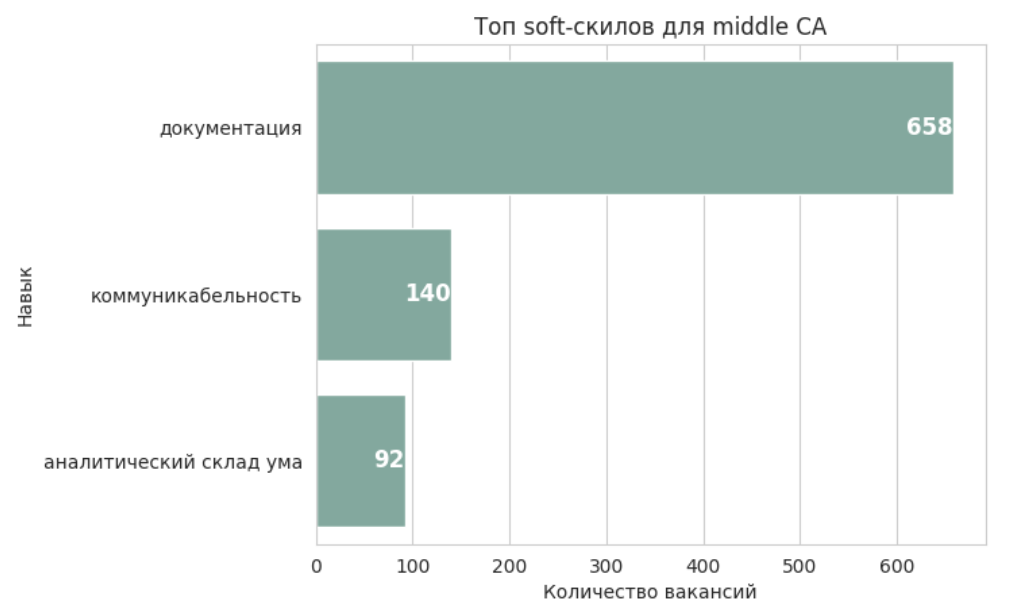 Топ soft-скилов для middle СА
документация
658
Навык
коммуникабельность
140
аналитический склад ума
92
0 100 200 300 400 500 600
Количество вакансий